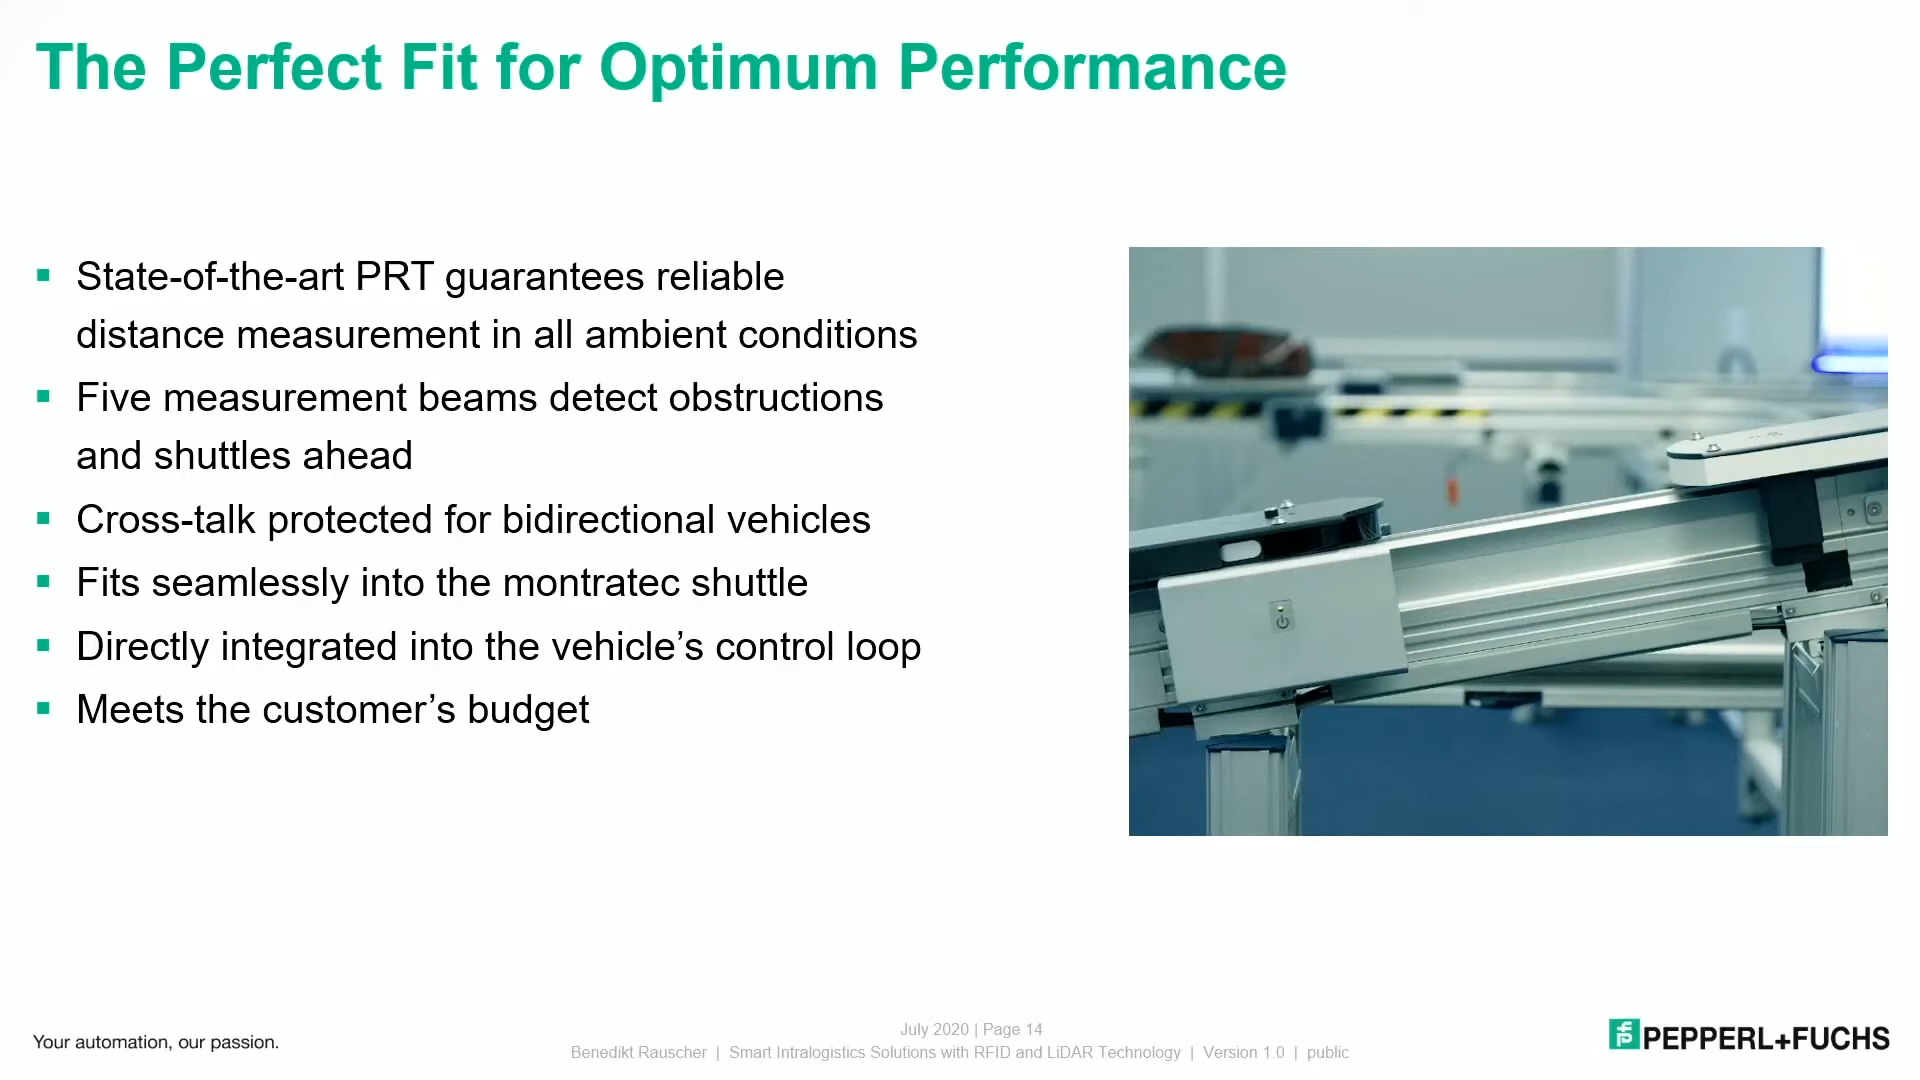 The Perfect Fit for Optimum Performance
State-of-the-art PRT guarantees reliable
distance measurement in all ambient conditions
Five measurement beams detect obstructions
and shuttles ahead
Cross-talk protected for bidirectional vehicles
Fits seamlessly into the montratec shuttle
Directly integrated into the vehicle’s control loop
Meets the customer’s budget
Your automation, our passion.
July 2020 | Page 14
Benedikt Rauscher | Smart Intralogistics Solutions with RFID and LiDAR Technology | Version 1.0 | public
PEPPERL+FUCHS